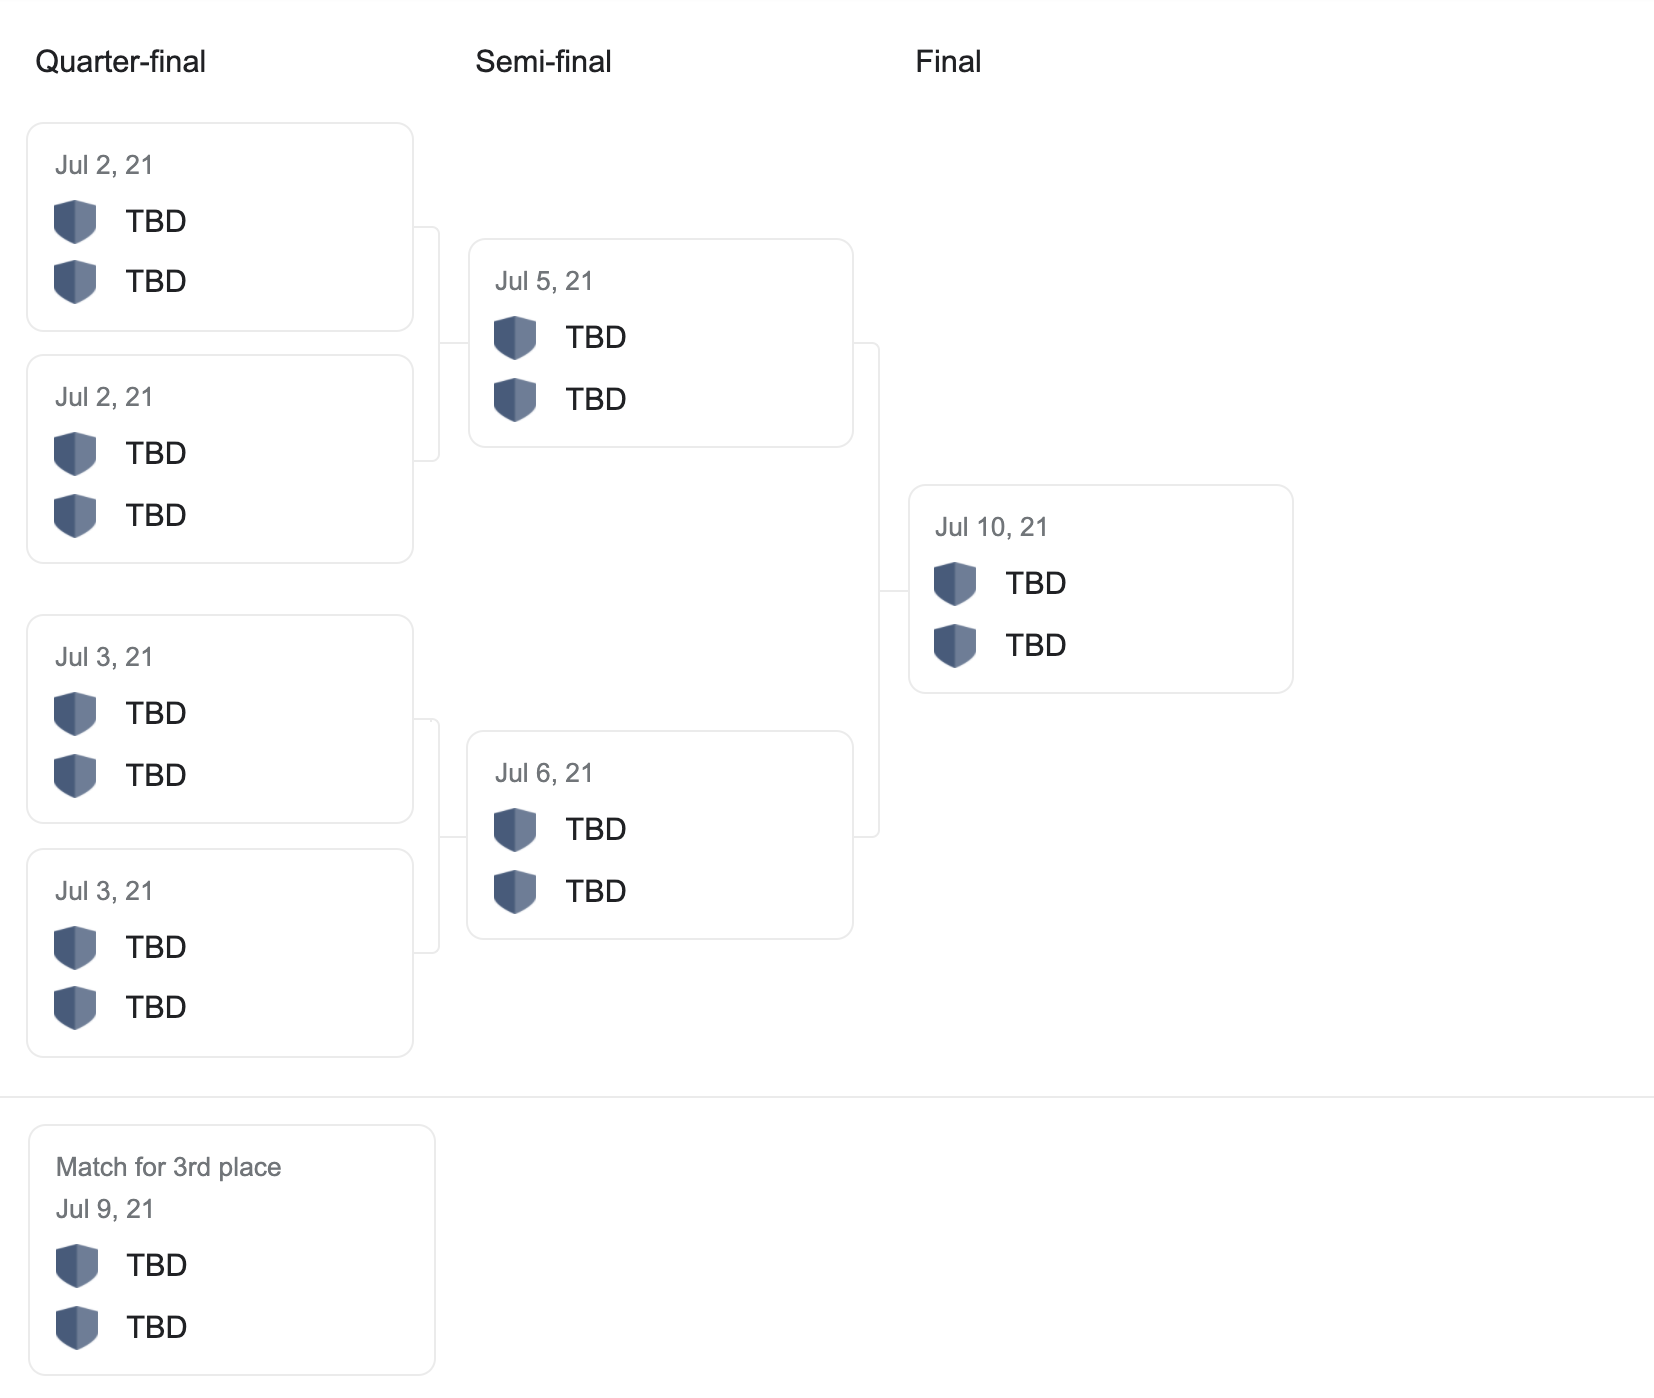 Quarter-final
Semi-final
Final
Jul 2, 21
TBD
TBD
Jul 2, 21
TBD
TBD
Jul 3, 21
TBD
TBD
Jul 3, 21
TBD
TBD
Jul 5, 21
TBD
TBD
Jul 6, 21
TBD
TBD
Jul 10, 21
TBD
TBD
Match for 3rd place
Jul 9, 21
TBD
TBD